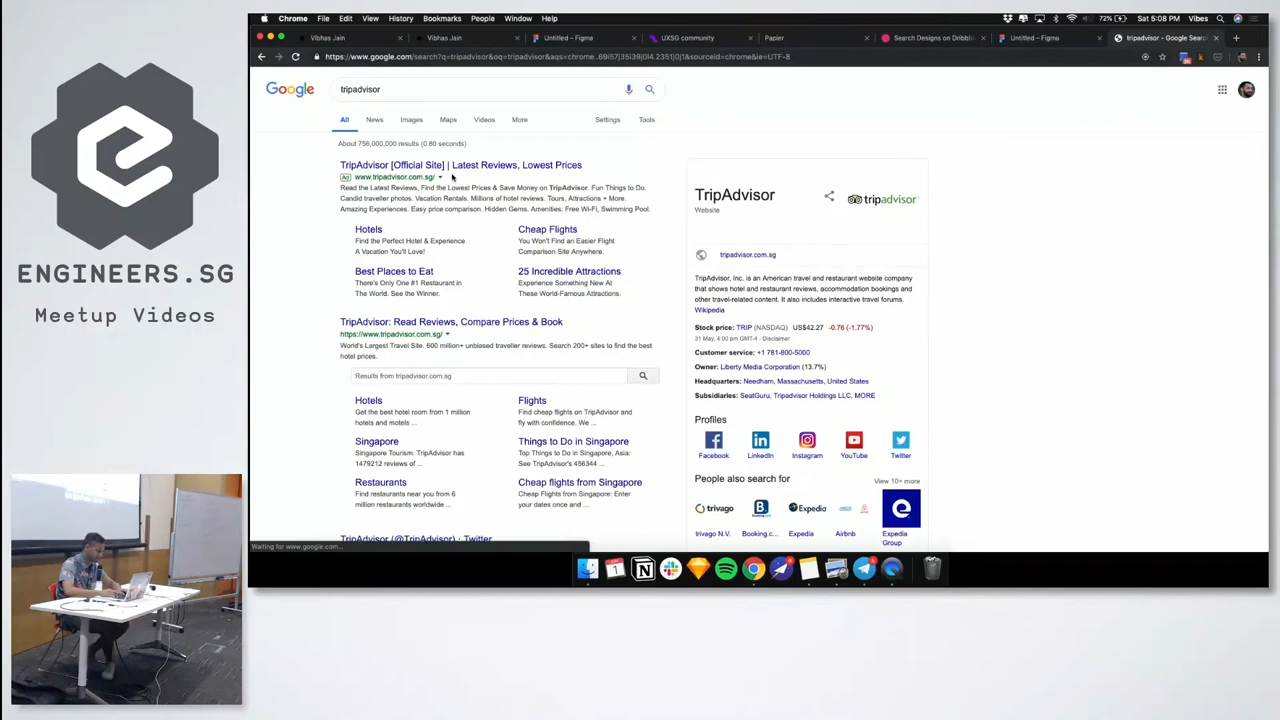 Chrome File Edit View History Bookmarks People Window Help
72% Sat 5:08 PM Vibes
Vibhas Jain
Vibhas Jain
Untitled – Figma
UXSG community
Papier
Search Designs on Dribbl
Untitled – Figma
tripadvisor - Google Sear
https://www.google.com/search?q=tripadvisor&oq=tripadvisor&aqs=chrome..69i57j35i39j0l4.2351j0j1&sourceid=chrome&ie=UTF-8
Google
tripadvisor
All News Images Maps Videos More Settings Tools
About 756,000,000 results (0.80 seconds)
TripAdvisor [Official Site] | Latest Reviews, Lowest Prices
Ad www.tripadvisor.com.sg/
Read the Latest Reviews, Find the Lowest Prices & Save Money on TripAdvisor. Fun Things to Do.
Candid traveller photos. Vacation Rentals. Millions of hotel reviews. Tours, Attractions + More.
Amazing Experiences. Easy price comparison. Hidden Gems. Amenities: Free Wi-Fi, Swimming Pool.
Hotels
Find the Perfect Hotel & Experience
A Vacation You'll Love!
Cheap Flights
You Won't Find an Easier Flight
Comparison Site Anywhere.
Best Places to Eat
There's Only One #1 Restaurant in
The World. See the Winner.
25 Incredible Attractions
Experience Something New At
These World-Famous Attractions.
TripAdvisor: Read Reviews, Compare Prices & Book
https://www.tripadvisor.com.sg/
World's Largest Travel Site. 600 million+ unbiased traveller reviews. Search 200+ sites to find the best
hotel prices.
Results from tripadvisor.com.sg
Hotels
Get the best hotel room from 1 million
hotels and motels ...
Flights
Find cheap flights on TripAdvisor and
fly with confidence. We ...
Singapore
Singapore Tourism: TripAdvisor has
1479212 reviews of ...
Things to Do in Singapore
Top Things to Do in Singapore, Asia:
See TripAdvisor's 456344 ...
Restaurants
Find restaurants near you from 6
million restaurants worldwide ...
Cheap flights from Singapore
Cheap Flights from Singapore: Enter
your dates once and ...
TripAdvisor (@TripAdvisor) · Twitter
Waiting for www.google.com...
TripAdvisor
Website
tripadvisor
tripadvisor.com.sg
TripAdvisor, Inc. is an American travel and restaurant website company
that shows hotel and restaurant reviews, accommodation bookings and
other travel-related content. It also includes interactive travel forums.
Wikipedia
Stock price: TRIP (NASDAQ) US$42.27 -0.76 (-1.77%)
31 May, 4:00 pm GMT-4 - Disclaimer
Customer service: +1 781-800-5000
Owner: Liberty Media Corporation (13.7%)
Headquarters: Needham, Massachusetts, United States
Subsidiaries: SeatGuru, Tripadvisor Holdings LLC, MORE
Profiles
Facebook LinkedIn Instagram YouTube Twitter
People also search for View 10+ more
trivago Expedia
trivago N.V. Booking.c... Expedia Airbnb Expedia
Group
ENGINEERS.SG
Meetup Videos